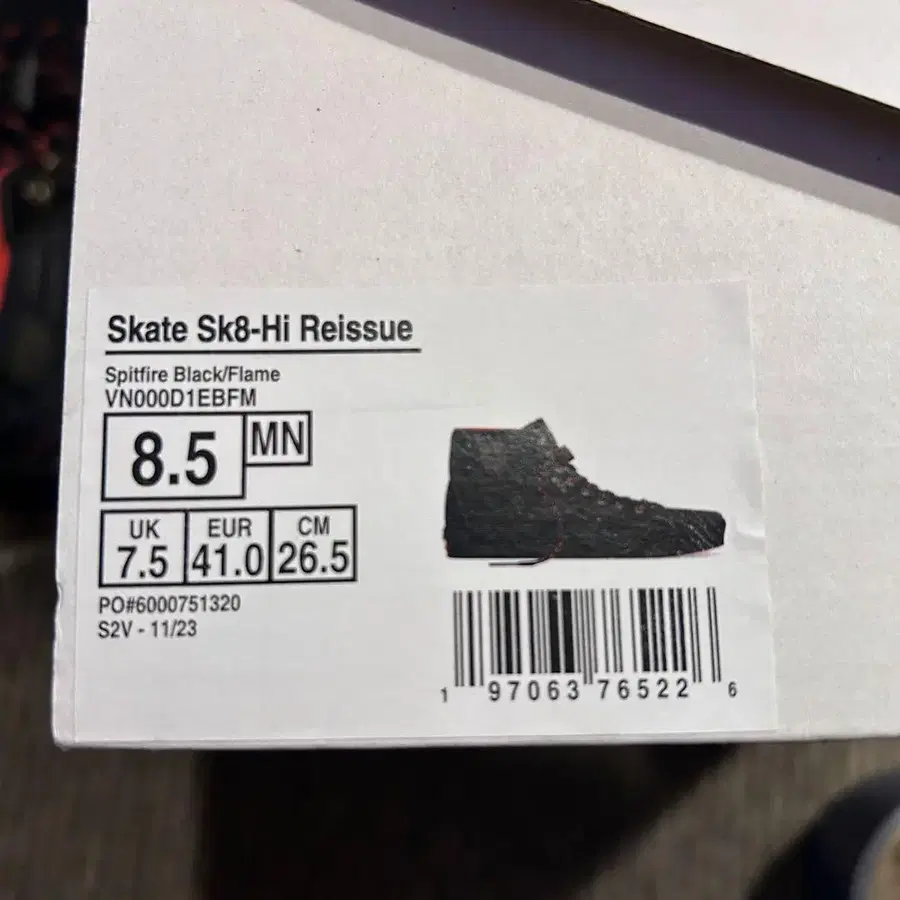 Skate Sk8-Hi Reissue
Spitfire Black/Flame
VN000D1EBFM
8.5 MN
UK EUR CM
7.5 41.0 26.5
PO#6000751320
S2V - 11/23
1 97063 76522 6